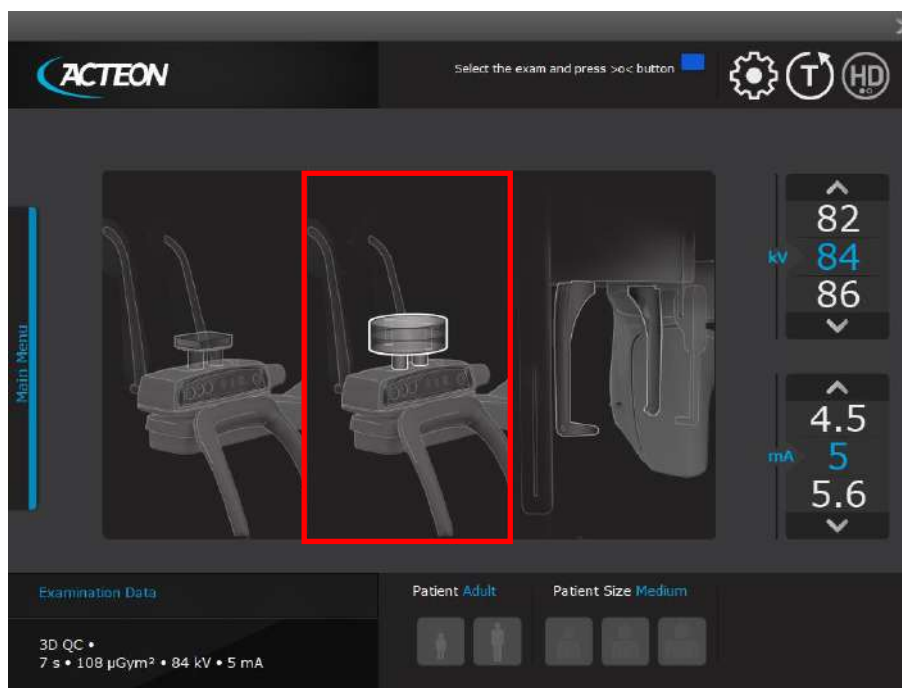 ACTEON
Select the exam and press >o< button
T
HD
Main Menu
82
kV 84
86
4.5
mA 5
5.6
Examination Data
Patient Adult
Patient Size Medium
3D QC •
7 s • 108 µGym² • 84 kV • 5 mA